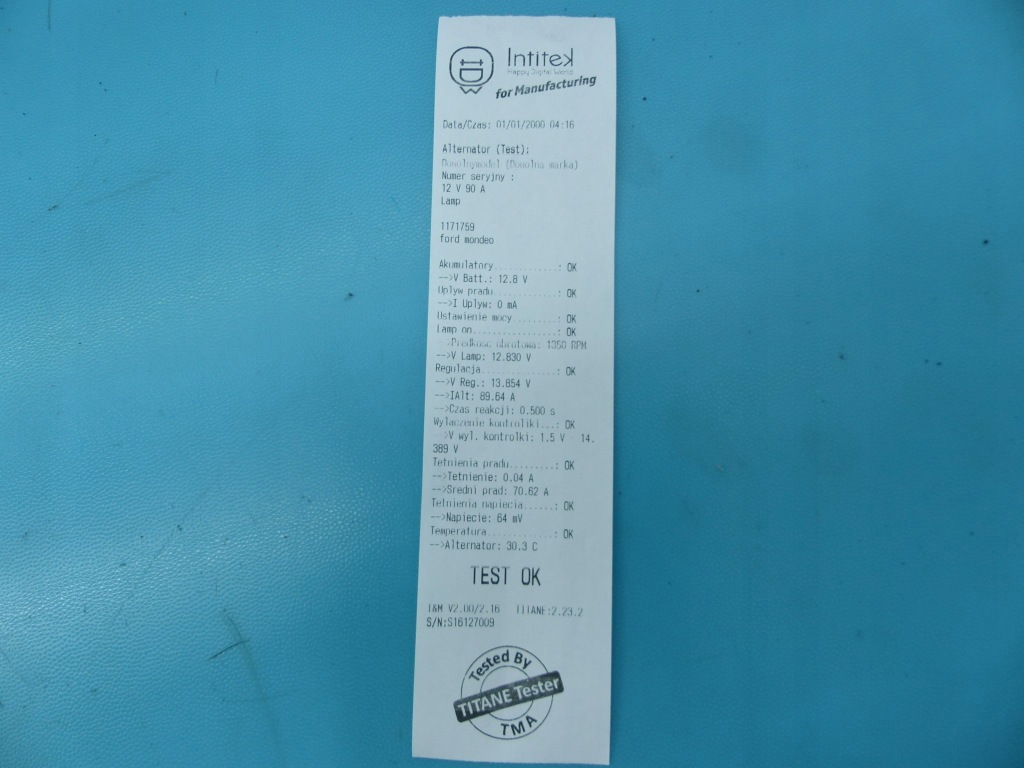 Intitek
Happy Digital World
for Manufacturing
Data/Czas: 01/01/2000 04:16
Alternator (Test):
Dowolnymodel (Dowolna marka)
Numer seryjny :
12 V 90 A
Lamp
1171759
ford mondeo
Akumulatory............: OK
-->V Batt.: 12.8 V
Uplyw pradu............: OK
-->I Uplyw: 0 mA
Ustawienie mocy........: OK
Lamp on................: OK
-->Predkosc obrotowa: 1350 RPM
-->V Lamp: 12.830 V
Regulacja..............: OK
-->V Reg.: 13.854 V
-->IAlt: 89.64 A
-->Czas reakcji: 0.500 s
Wylaczenie kontroliki...: OK
-->V wyl. kontrolki: 1.5 V - 14.
389 V
Tetnienia pradu.........: OK
-->Tetnienie: 0.04 A
-->Sredni prad: 70.62 A
Tetnienia napiecia......: OK
-->Napiecie: 64 mV
Temperatura............: OK
-->Alternator: 30.3 C
TEST OK
I&M V2.00/2.16 TITANE:2.23.2
S/N:S16127009
Tested By
TITANE Tester
TMA